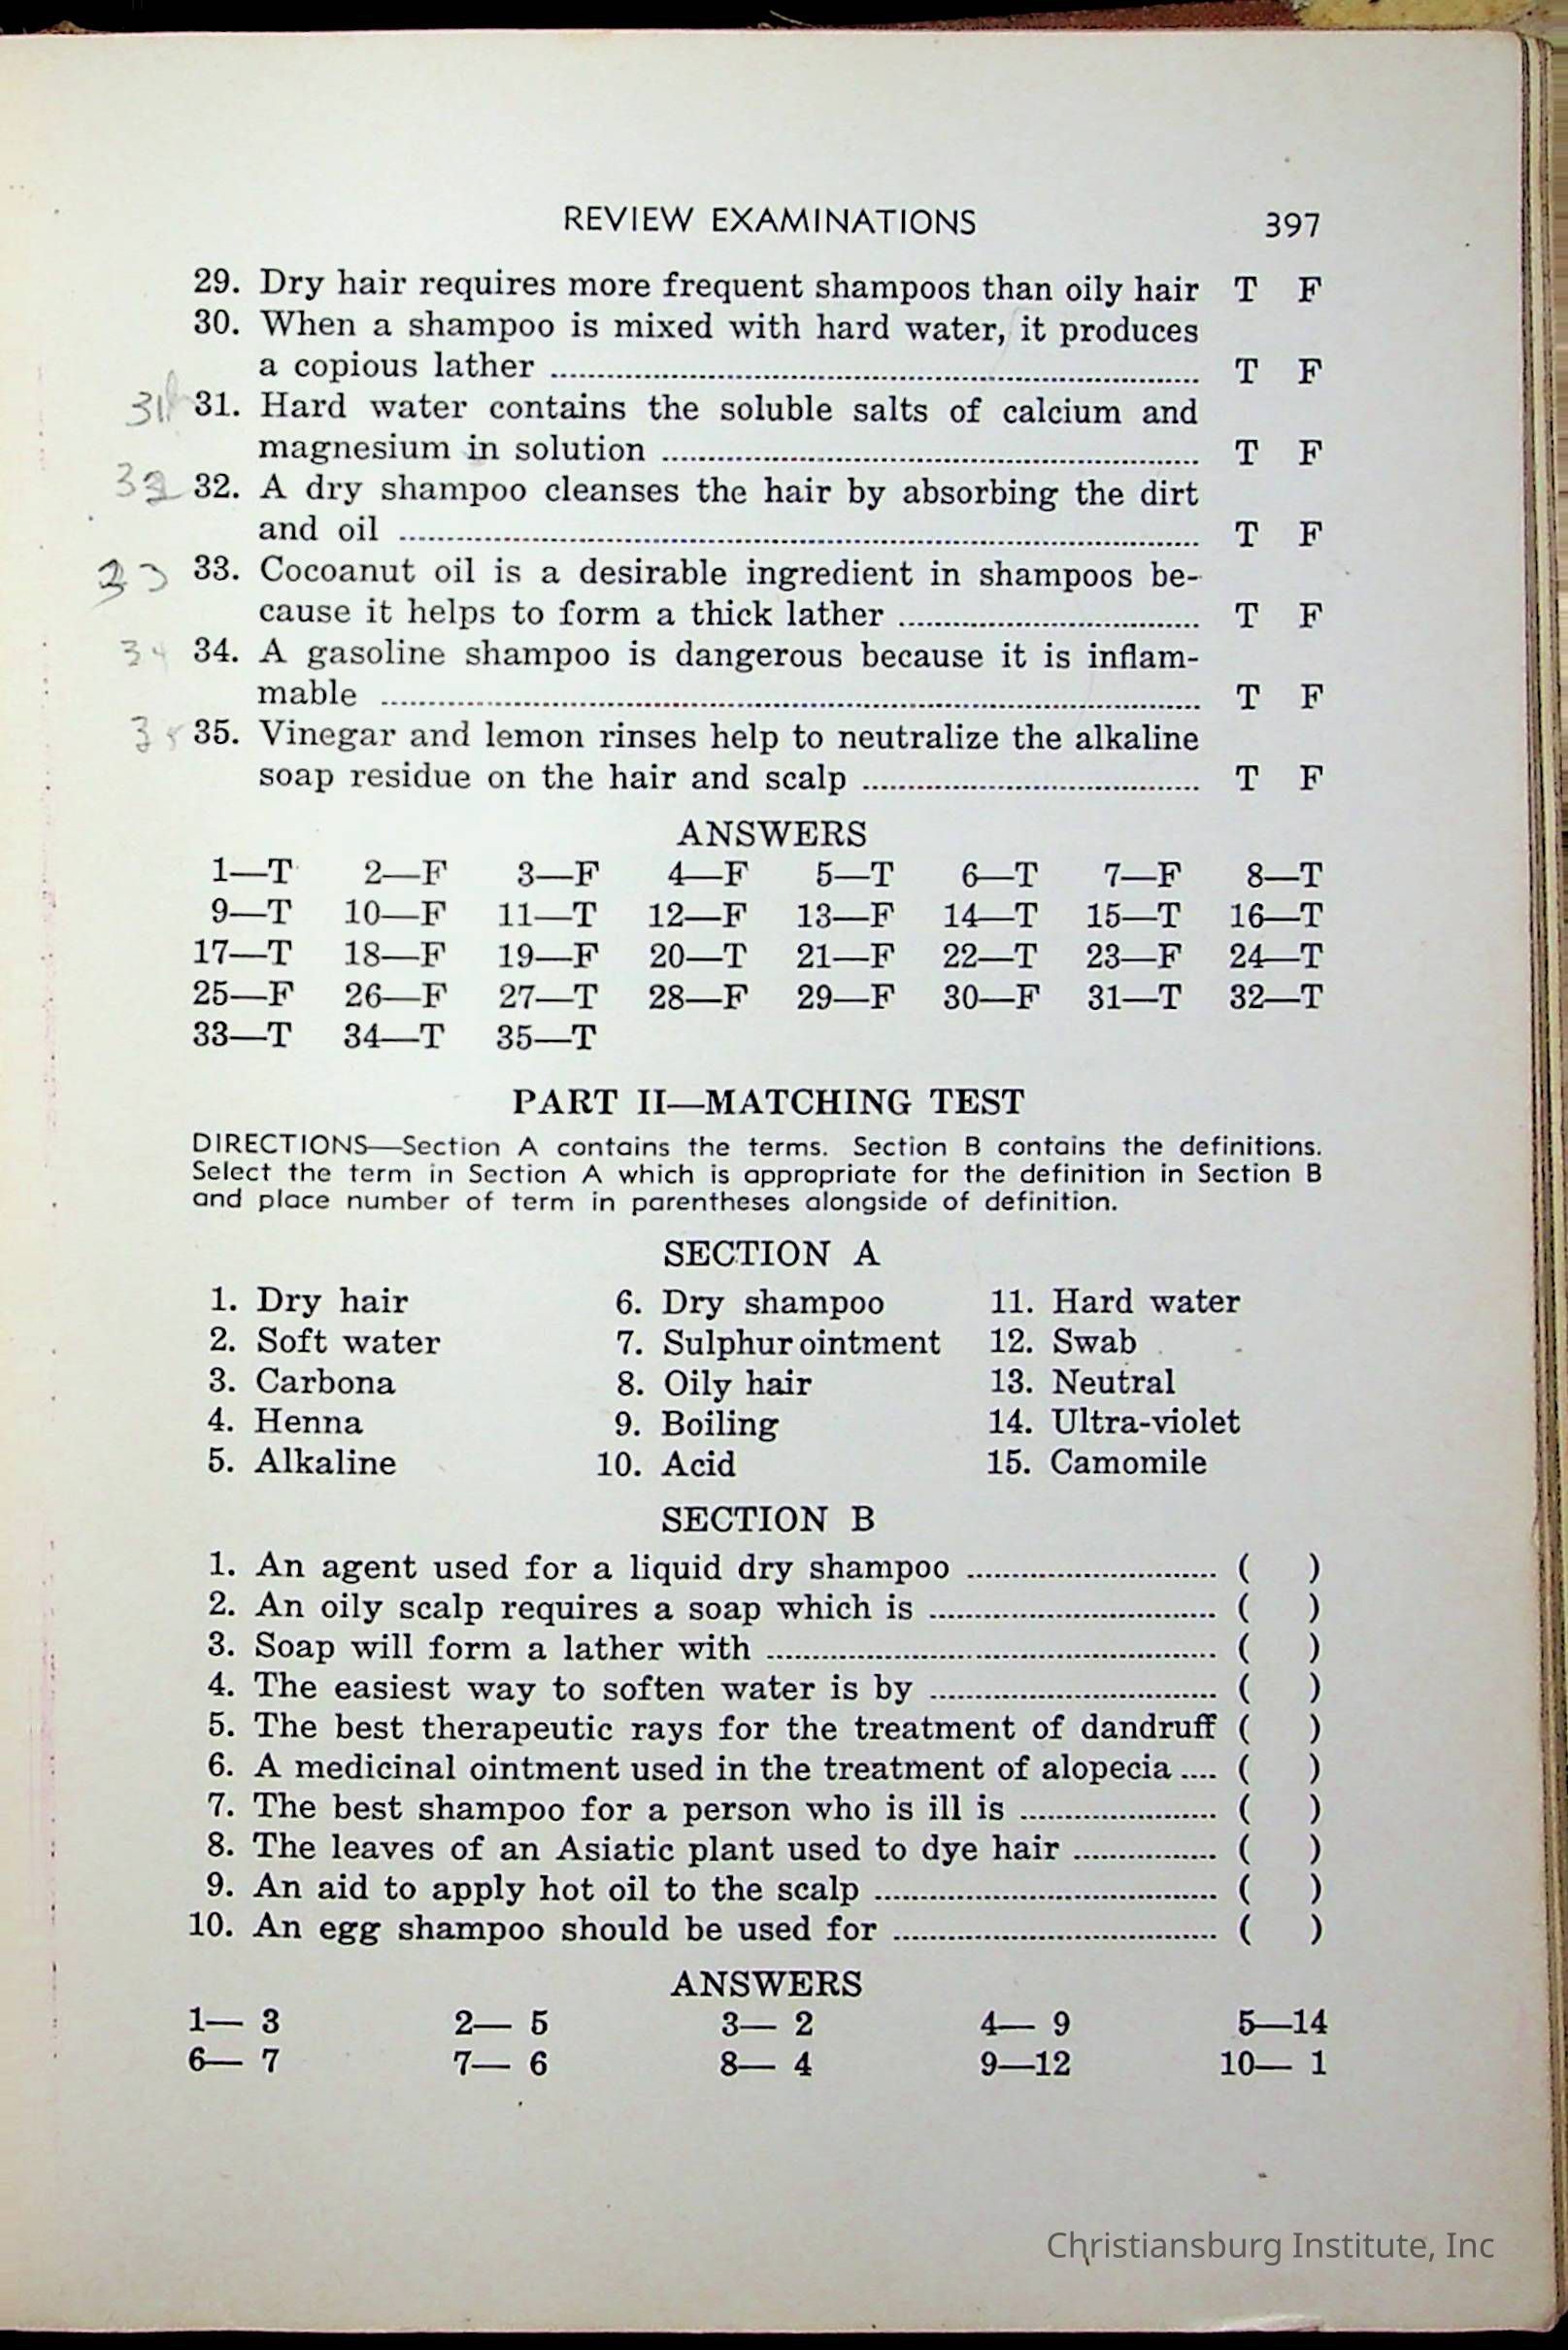 REVIEW EXAMINATIONS 397
29. Dry hair requires more frequent shampoos than oily hair T F
30. When a shampoo is mixed with hard water, it produces
a copious lather ........ T F
31 31. Hard water contains the soluble salts of calcium and
magnesium in solution ........ T F
32 32. A dry shampoo cleanses the hair by absorbing the dirt
and oil ........ T F
33 33. Cocoanut oil is a desirable ingredient in shampoos be-
cause it helps to form a thick lather ........ T F
34 34. A gasoline shampoo is dangerous because it is inflam-
mable ........ T F
35 35. Vinegar and lemon rinses help to neutralize the alkaline
soap residue on the hair and scalp ........ T F
ANSWERS
1—T 2—F 3—F 4—F 5—T 6—T 7—F 8—T
9—T 10—F 11—T 12—F 13—F 14—T 15—T 16—T
17—T 18—F 19—F 20—T 21—F 22—T 23—F 24—T
25—F 26—F 27—T 28—F 29—F 30—F 31—T 32—T
33—T 34—T 35—T
PART II—MATCHING TEST
DIRECTIONS—Section A contains the terms. Section B contains the definitions.
Select the term in Section A which is appropriate for the definition in Section B
and place number of term in parentheses alongside of definition.
SECTION A
1. Dry hair 6. Dry shampoo 11. Hard water
2. Soft water 7. Sulphur ointment 12. Swab
3. Carbona 8. Oily hair 13. Neutral
4. Henna 9. Boiling 14. Ultra-violet
5. Alkaline 10. Acid 15. Camomile
SECTION B
1. An agent used for a liquid dry shampoo ........ ( )
2. An oily scalp requires a soap which is ........ ( )
3. Soap will form a lather with ........ ( )
4. The easiest way to soften water is by ........ ( )
5. The best therapeutic rays for the treatment of dandruff ( )
6. A medicinal ointment used in the treatment of alopecia .... ( )
7. The best shampoo for a person who is ill is ........ ( )
8. The leaves of an Asiatic plant used to dye hair ........ ( )
9. An aid to apply hot oil to the scalp ........ ( )
10. An egg shampoo should be used for ........ ( )
ANSWERS
1— 3 2— 5 3— 2 4— 9 5—14
6— 7 7— 6 8— 4 9—12 10— 1
Christiansburg Institute, Inc